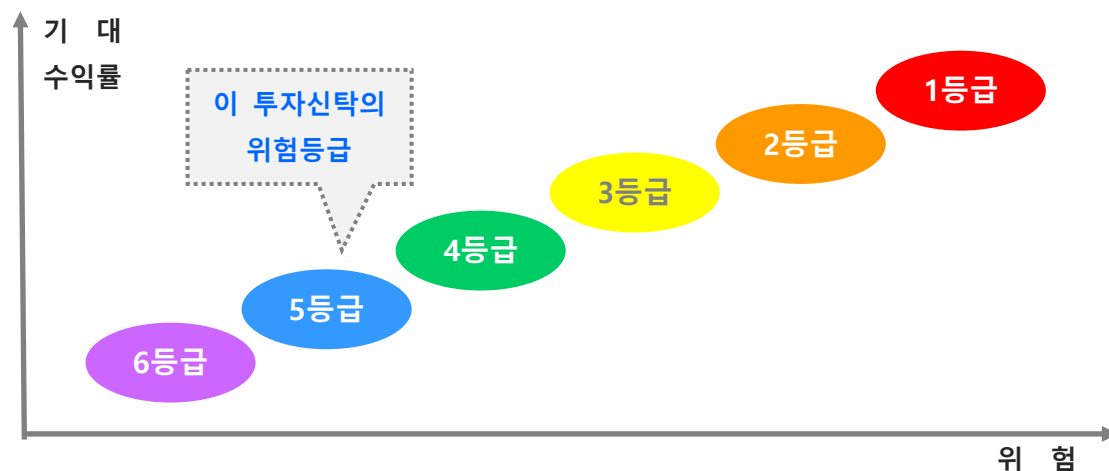 기 대
수익률
이 투자신탁의
위험등급
1등급
2등급
3등급
4등급
5등급
6등급
위 험